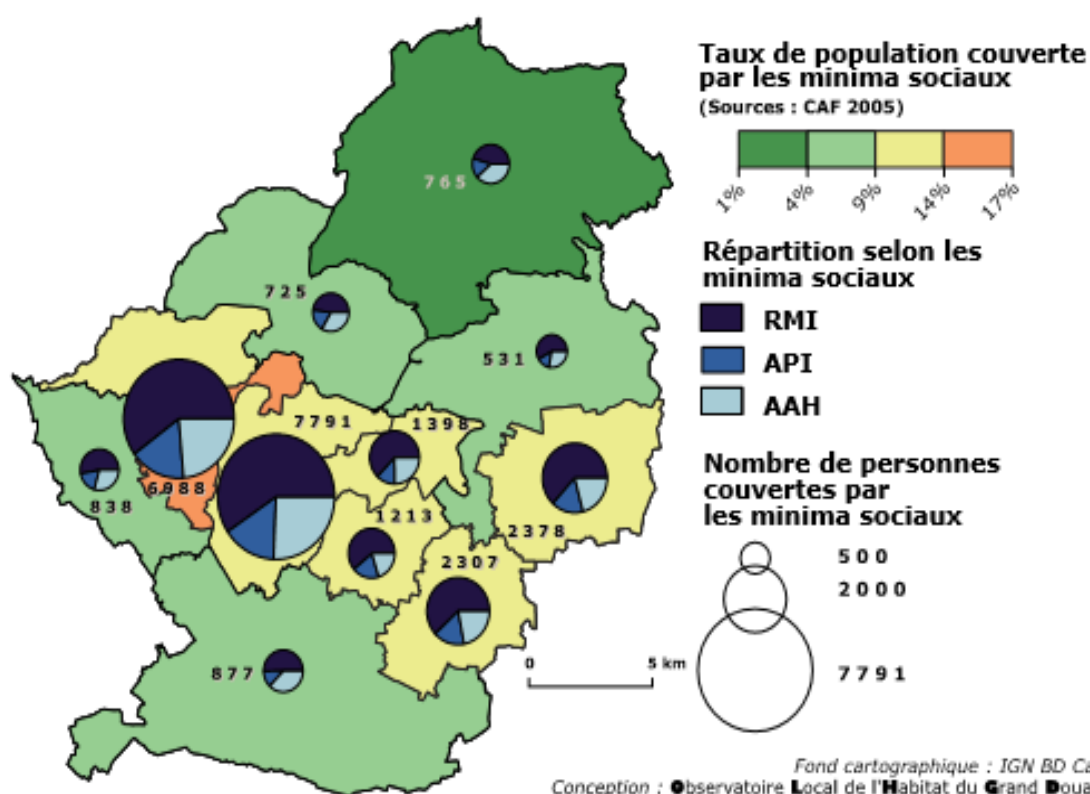 Taux de population couverte
par les minima sociaux
(Sources : CAF 2005)
1% 4% 9% 14% 17%
Répartition selon les
minima sociaux
RMI
API
AAH
Nombre de personnes
couvertes par
les minima sociaux
500
2000
7791
765
725
531
7791
1398
6988
838
1213
2378
2307
877
0 5 km
Fond cartographique : IGN BD Ca
Conception : Observatoire Local de l'Habitat du Grand Doua